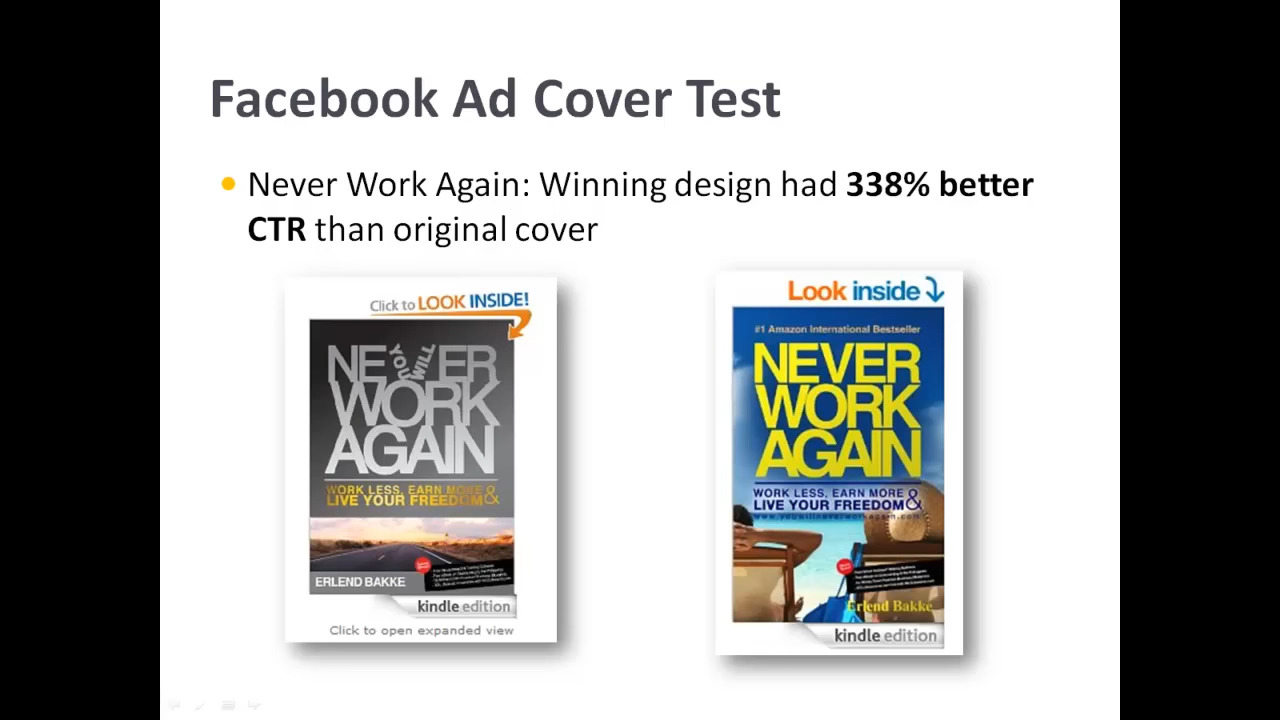 Facebook Ad Cover Test
Never Work Again: Winning design had 338% better
CTR than original cover
Click to LOOK INSIDE!
NEVER
YOU WILL
WORK
AGAIN
WORK LESS, EARN MORE &
LIVE YOUR FREEDOM
ERLEND BAKKE
kindle edition
Click to open expanded view
Look inside
#1 Amazon International Bestseller
NEVER
WORK
AGAIN
WORK LESS, EARN MORE &
LIVE YOUR FREEDOM
www.youwillneverworkagain.com
Erlend Bakke
kindle edition